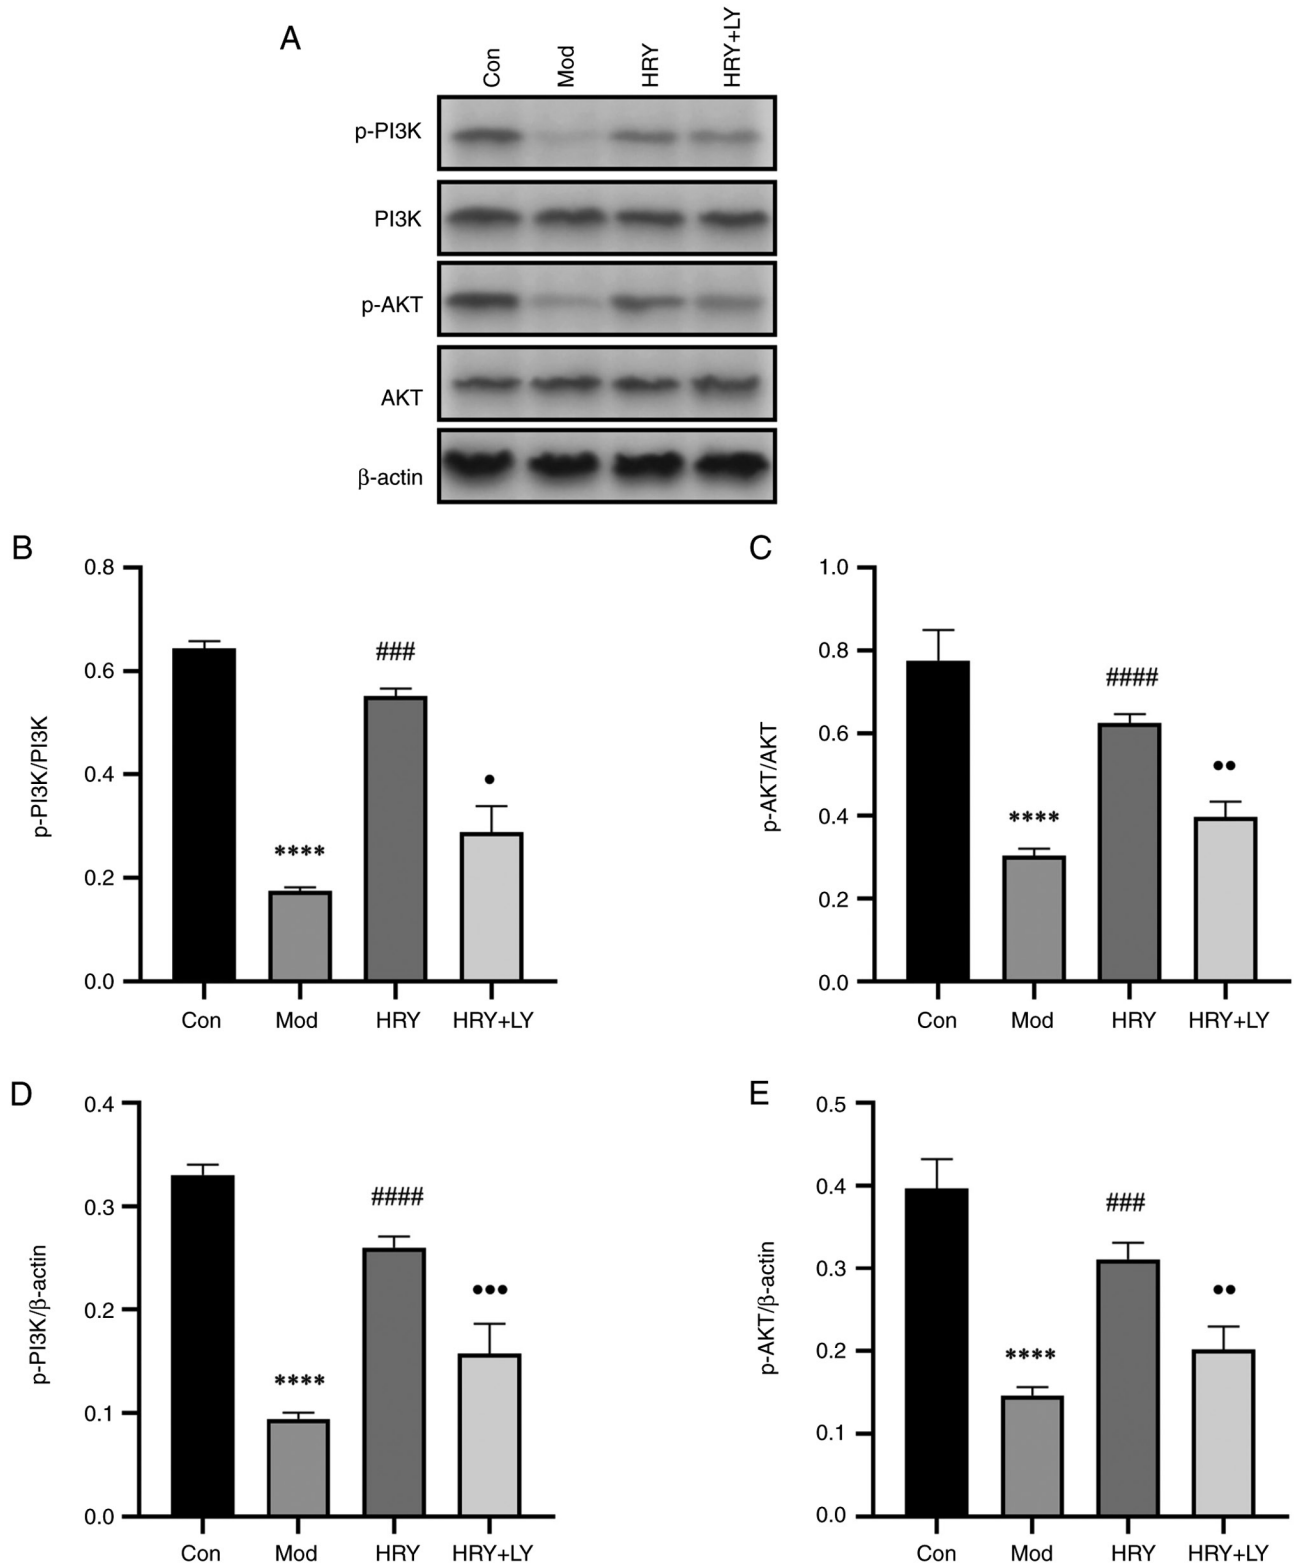 A
Con Mod HRY HRY+LY
p-PI3K
PI3K
p-AKT
AKT
β-actin
B
p-PI3K/PI3K
0.8
0.6
0.4
0.2
0.0
****
###
•
Con Mod HRY HRY+LY
C
p-AKT/AKT
1.0
0.8
0.6
0.4
0.2
0.0
****
####
••
Con Mod HRY HRY+LY
D
p-PI3K/β-actin
0.4
0.3
0.2
0.1
0.0
****
####
•••
Con Mod HRY HRY+LY
E
p-AKT/β-actin
0.5
0.4
0.3
0.2
0.1
0.0
****
###
••
Con Mod HRY HRY+LY